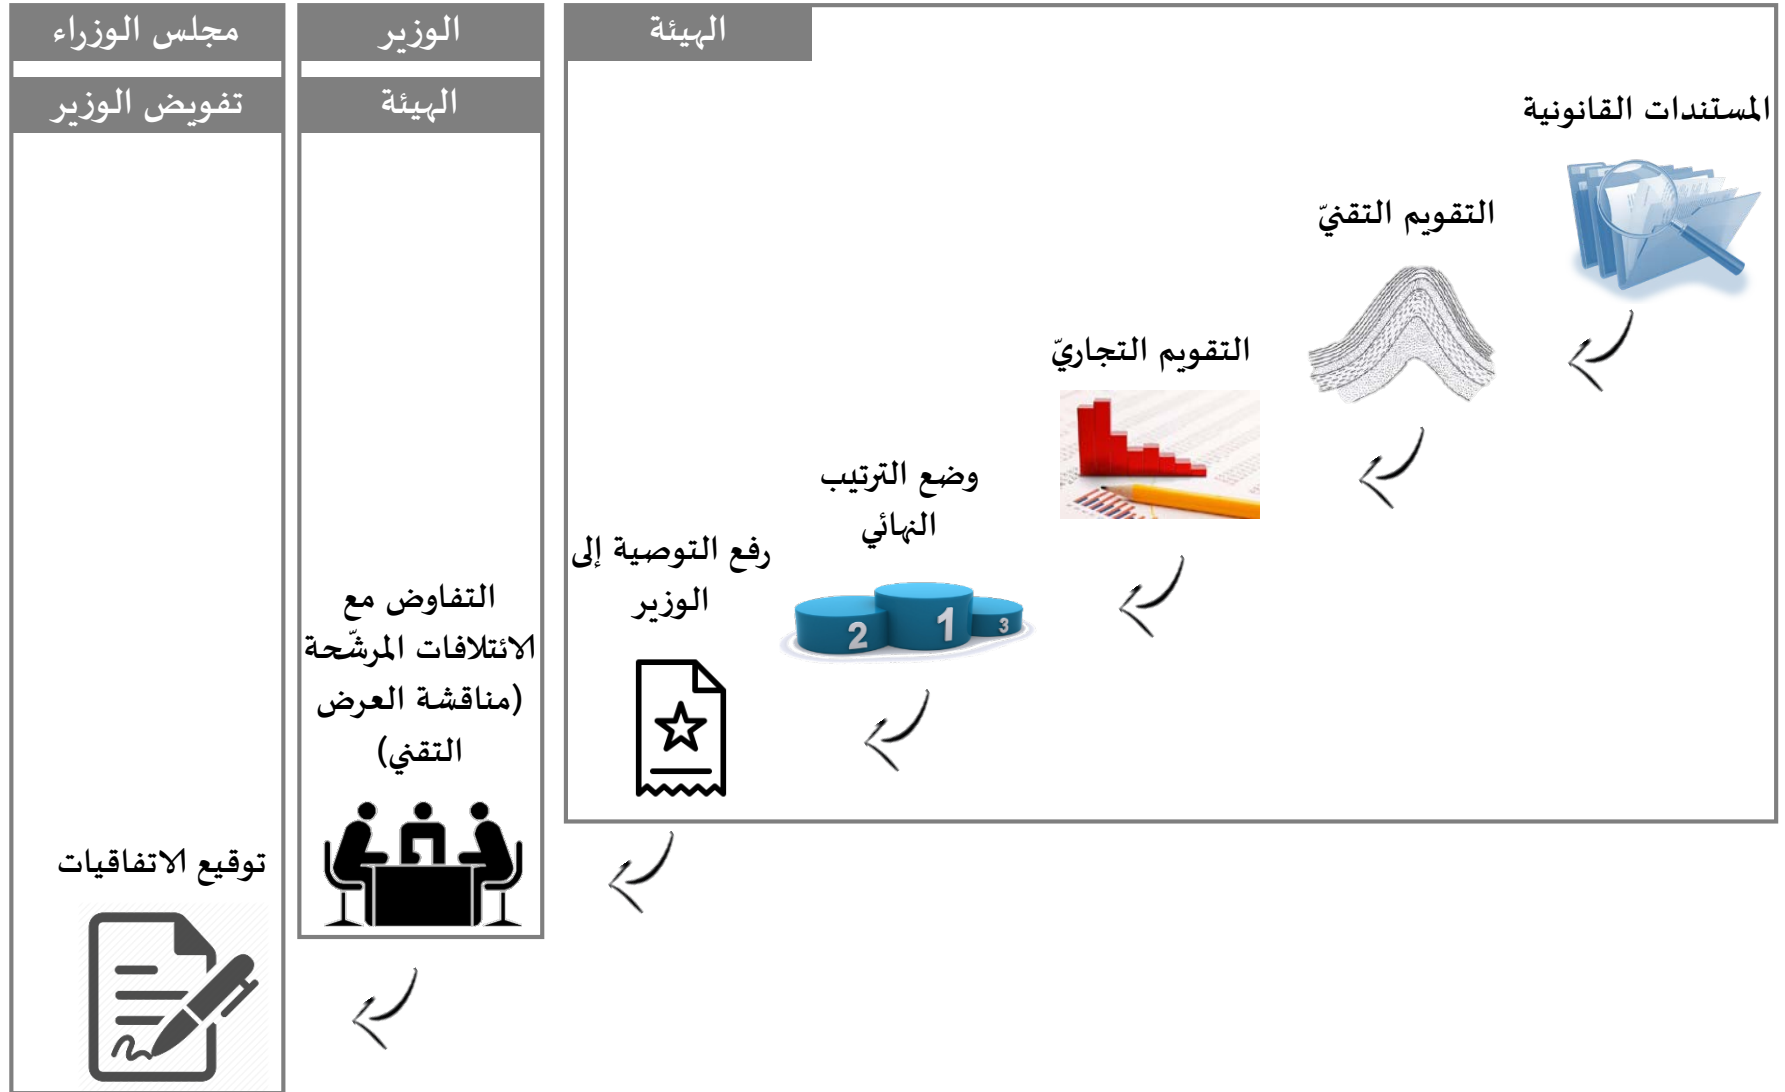 الهيئة
المستندات القانونية
التقويم التقنيّ
التقويم التجاريّ
وضع الترتيب
النهائي
1
2
3
رفع التوصية إلى
الوزير
الوزير
الهيئة
التفاوض مع
الائتلافات المرشّحة
(مناقشة العرض
التقني)
مجلس الوزراء
تفويض الوزير
توقيع الاتفاقيات